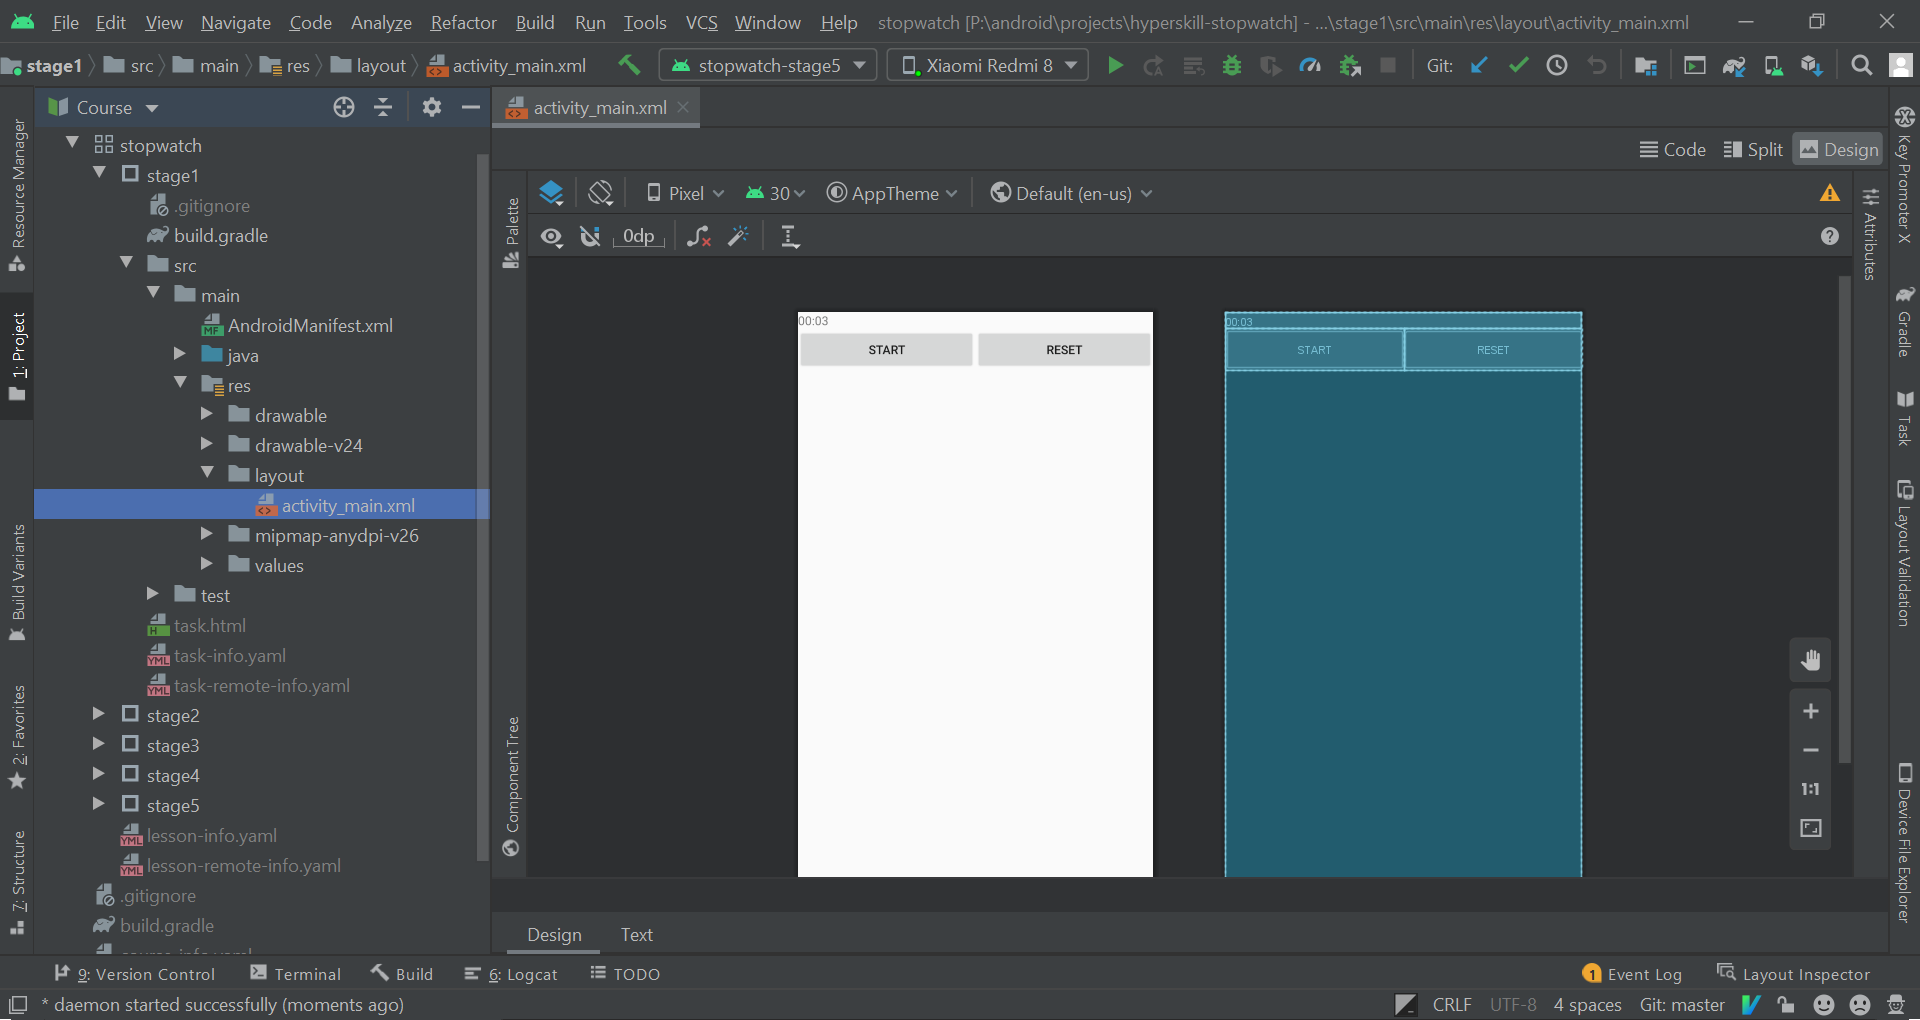 File Edit View Navigate Code Analyze Refactor Build Run Tools VCS Window Help stopwatch [P:\android\projects\hyperskill-stopwatch] - ...\stage1\src\main\res\layout\activity_main.xml
stage1 src main res layout activity_main.xml stopwatch-stage5 Xiaomi Redmi 8 Git:
Course
activity_main.xml
stopwatch
stage1
.gitignore
build.gradle
src
main
AndroidManifest.xml
java
res
drawable
drawable-v24
layout
activity_main.xml
mipmap-anydpi-v26
values
test
task.html
task-info.yaml
task-remote-info.yaml
stage2
stage3
stage4
stage5
lesson-info.yaml
lesson-remote-info.yaml
.gitignore
build.gradle
Resource Manager
1: Project
Build Variants
2: Favorites
7: Structure
Code Split Design
Palette
Pixel 30 AppTheme Default (en-us)
0dp
Component Tree
00:03
START RESET
00:03
START RESET
1:1
Attributes
Key Promoter X
Gradle
Task
Layout Validation
Device File Explorer
Design Text
9: Version Control Terminal Build 6: Logcat TODO 1 Event Log Layout Inspector
* daemon started successfully (moments ago) CRLF UTF-8 4 spaces Git: master